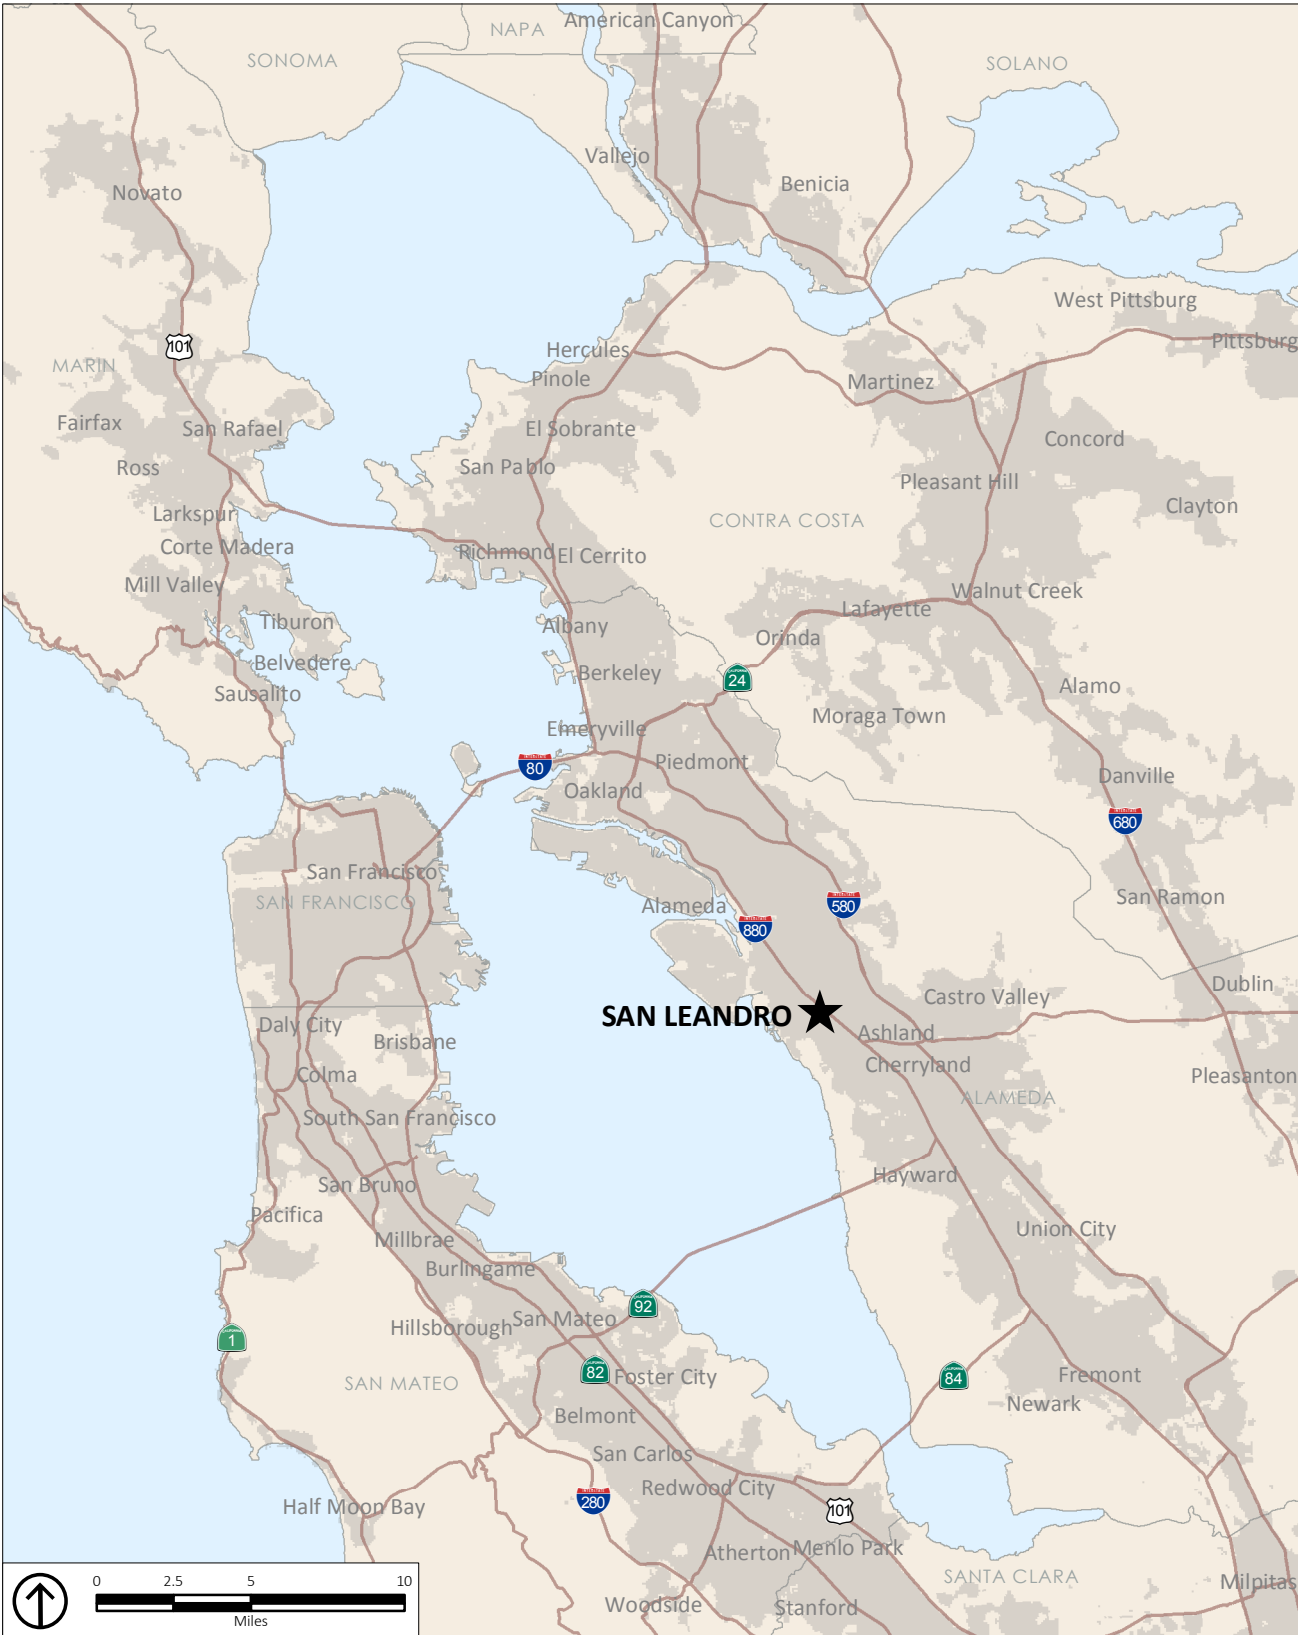 American Canyon
NAPA
SONOMA
SOLANO
Vallejo
Benicia
Novato
West Pittsburg
Pittsburg
101
Hercules
MARIN
Pinole
Martinez
Fairfax
San Rafael
El Sobrante
Concord
Ross
San Pablo
Pleasant Hill
Clayton
Larkspur
CONTRA COSTA
Corte Madera
Richmond
El Cerrito
Mill Valley
Walnut Creek
Lafayette
Tiburon
Albany
Orinda
Belvedere
Berkeley
24
Sausalito
Alamo
Moraga Town
Emeryville
Piedmont
80
Danville
Oakland
680
San Francisco
SAN FRANCISCO
Alameda
580
San Ramon
880
Dublin
Castro Valley
SAN LEANDRO
Daly City
Ashland
Brisbane
Cherryland
Colma
Pleasanton
ALAMEDA
South San Francisco
San Bruno
Hayward
Pacifica
Union City
Millbrae
Burlingame
92
San Mateo
Hillsborough
1
82
Foster City
84
Fremont
SAN MATEO
Newark
Belmont
San Carlos
Redwood City
280
Half Moon Bay
101
Atherton
Menlo Park
SANTA CLARA
Milpitas
Woodside
Stanford
0 2.5 5 10
Miles